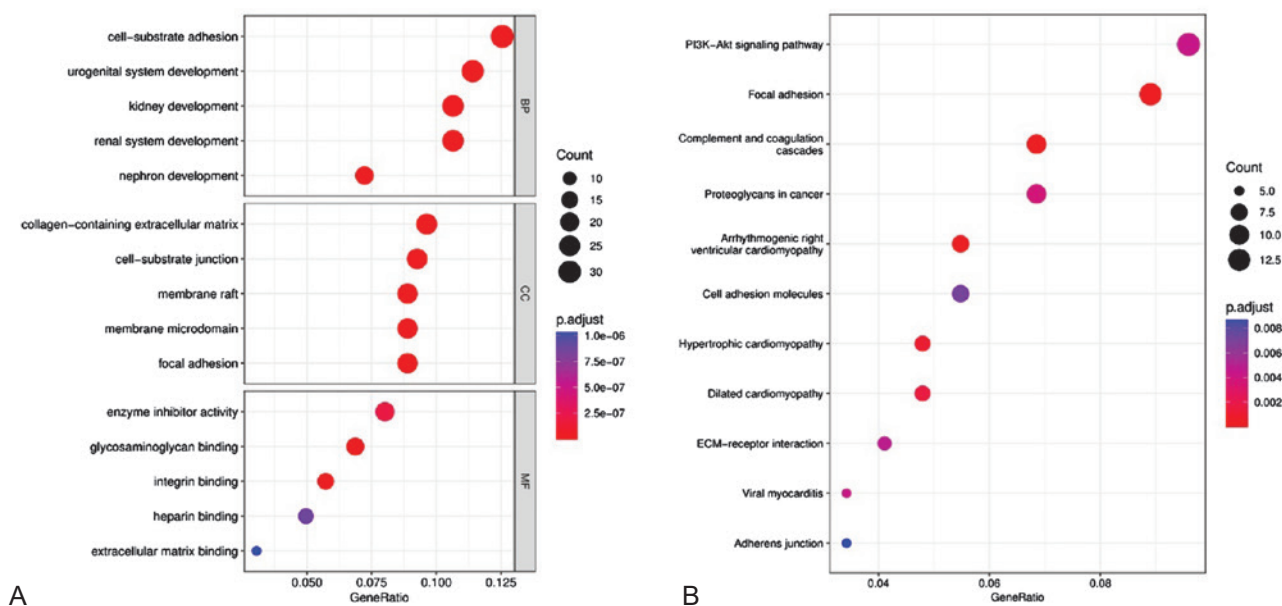 cell−substrate adhesion
urogenital system development
kidney development
renal system development
nephron development
BP
collagen−containing extracellular matrix
cell−substrate junction
membrane raft
membrane microdomain
focal adhesion
CC
enzyme inhibitor activity
glycosaminoglycan binding
integrin binding
heparin binding
extracellular matrix binding
MF
0.050 0.075 0.100 0.125
GeneRatio
Count
10
15
20
25
30
p.adjust
1.0e−06
7.5e−07
5.0e−07
2.5e−07
A
B
PI3K−Akt signaling pathway
Focal adhesion
Complement and coagulation
cascades
Proteoglycans in cancer
Arrhythmogenic right
ventricular cardiomyopathy
Cell adhesion molecules
Hypertrophic cardiomyopathy
Dilated cardiomyopathy
ECM−receptor interaction
Viral myocarditis
Adherens junction
0.04 0.06 0.08
GeneRatio
Count
5.0
7.5
10.0
12.5
p.adjust
0.008
0.006
0.004
0.002